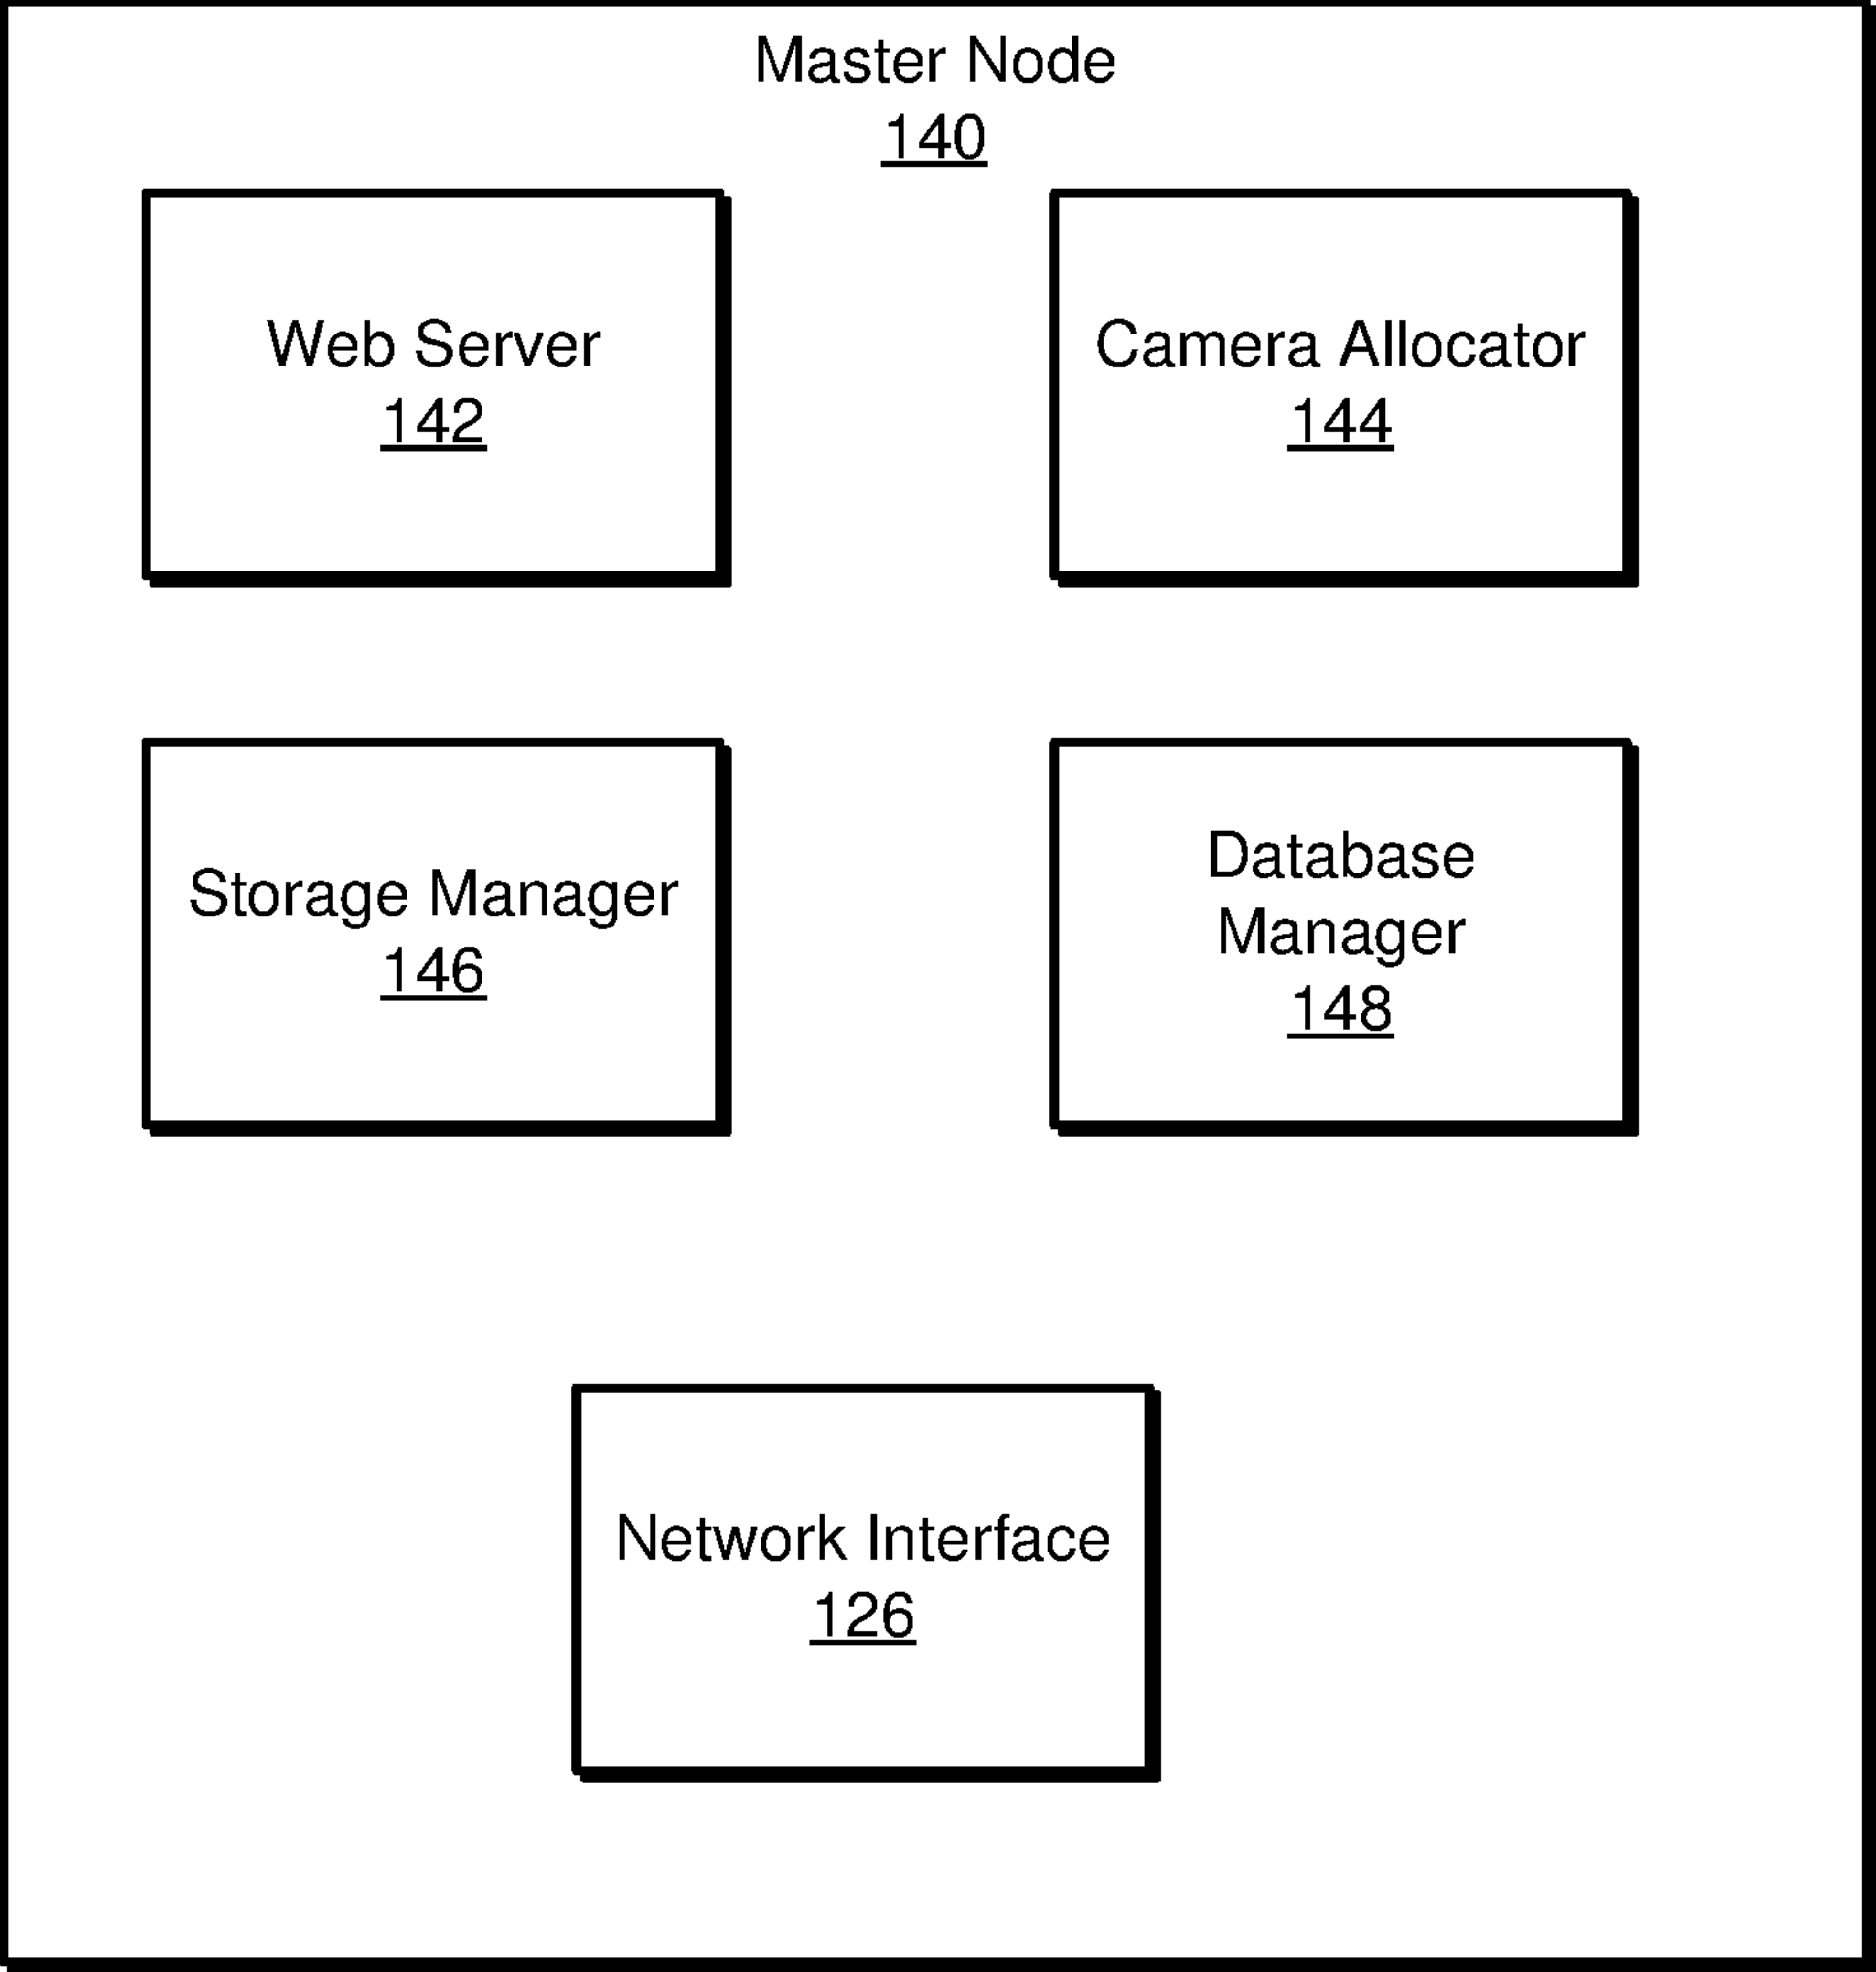 Master Node
140
Web Server
142
Camera Allocator
144
Storage Manager
146
Database
Manager
148
Network Interface
126